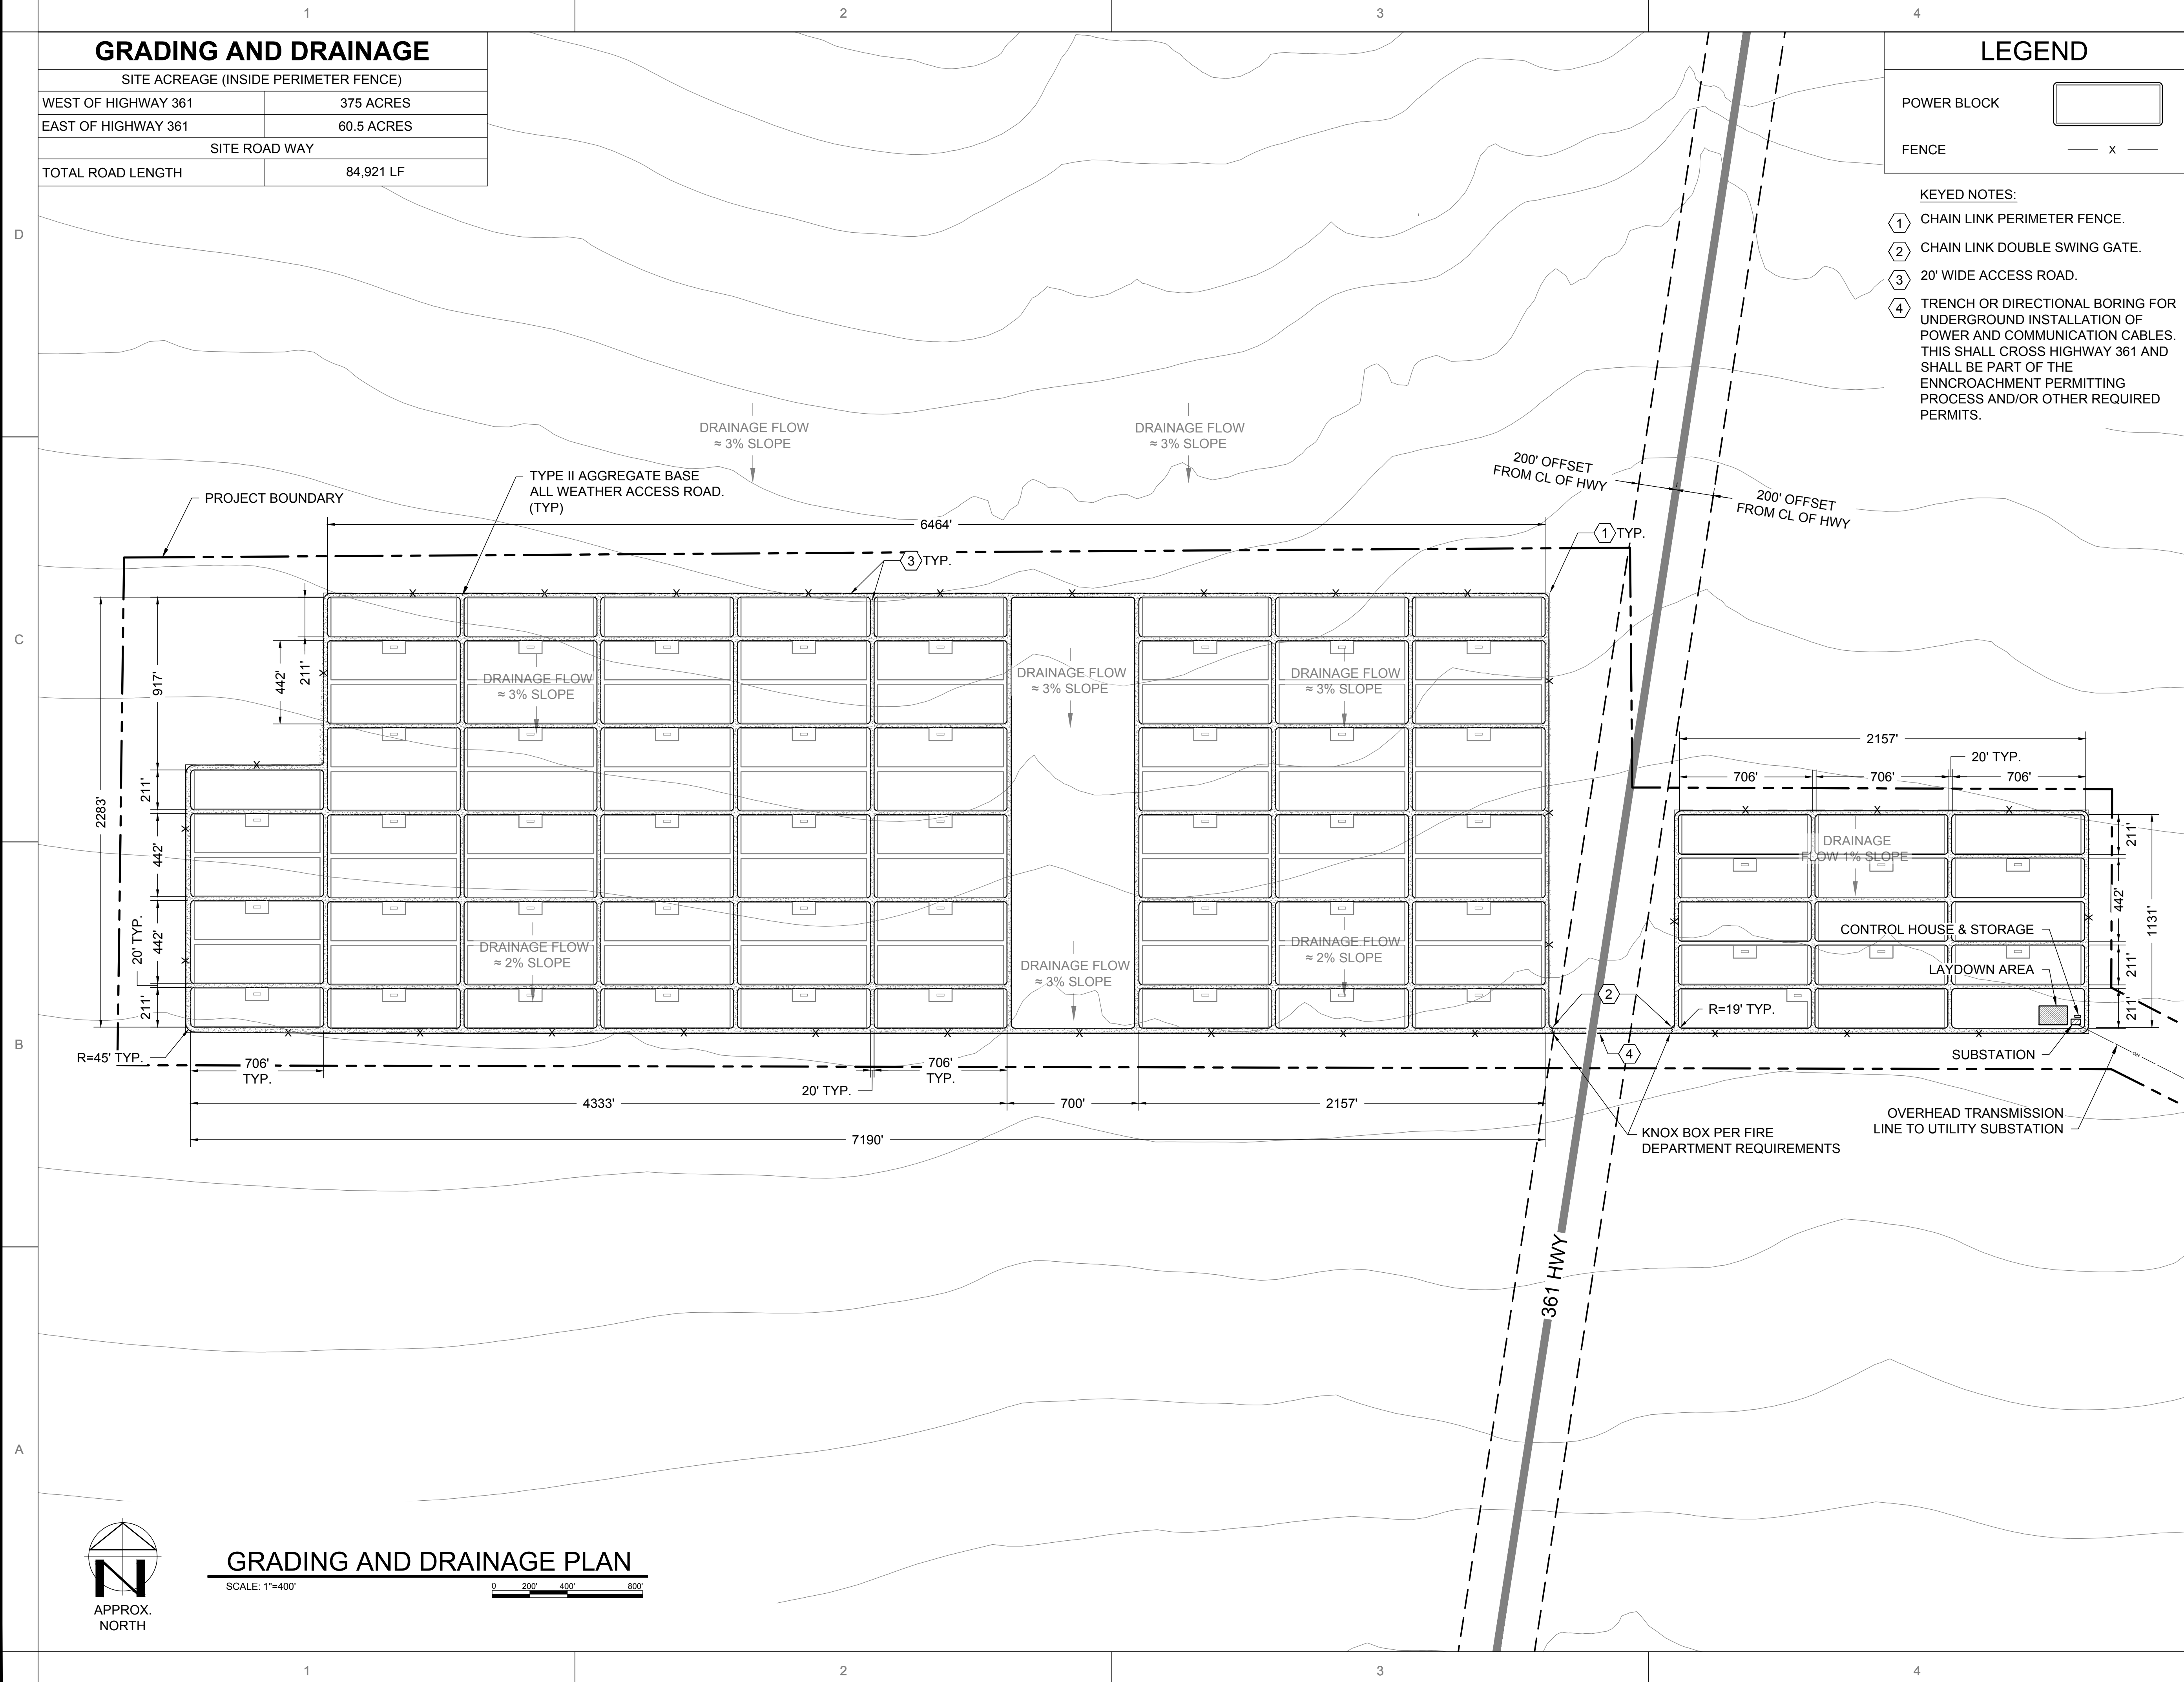 1
2
3
4
GRADING AND DRAINAGE
SITE ACREAGE (INSIDE PERIMETER FENCE)
WEST OF HIGHWAY 361 375 ACRES
EAST OF HIGHWAY 361 60.5 ACRES
SITE ROAD WAY
TOTAL ROAD LENGTH 84,921 LF
LEGEND
POWER BLOCK
FENCE
X
KEYED NOTES:
1 CHAIN LINK PERIMETER FENCE.
2 CHAIN LINK DOUBLE SWING GATE.
3 20' WIDE ACCESS ROAD.
4 TRENCH OR DIRECTIONAL BORING FOR
UNDERGROUND INSTALLATION OF
POWER AND COMMUNICATION CABLES.
THIS SHALL CROSS HIGHWAY 361 AND
SHALL BE PART OF THE
ENNCROACHMENT PERMITTING
PROCESS AND/OR OTHER REQUIRED
PERMITS.
D
C
B
A
DRAINAGE FLOW
≈ 3% SLOPE
DRAINAGE FLOW
≈ 3% SLOPE
200' OFFSET
FROM CL OF HWY
200' OFFSET
FROM CL OF HWY
PROJECT BOUNDARY
TYPE II AGGREGATE BASE
ALL WEATHER ACCESS ROAD.
(TYP)
6464'
1 TYP.
3 TYP.
X X X X X X X X X
2283'
917'
442'
211'
X
X
DRAINAGE FLOW
≈ 3% SLOPE
DRAINAGE FLOW
≈ 3% SLOPE
DRAINAGE FLOW
≈ 3% SLOPE
X
211'
442'
442'
20' TYP.
211'
X
X
X
X
DRAINAGE FLOW
≈ 2% SLOPE
DRAINAGE FLOW
≈ 3% SLOPE
DRAINAGE FLOW
≈ 2% SLOPE
X X X X X X X X X X
R=45' TYP.
706'
TYP.
20' TYP.
706'
TYP.
4333'
700'
2157'
7190'
2157'
20' TYP.
706'
706'
706'
X X X
DRAINAGE
FLOW 1% SLOPE
211'
442'
211'
211'
1131'
X
X
CONTROL HOUSE & STORAGE
LAYDOWN AREA
2
R=19' TYP.
X X X
4
SUBSTATION
KNOX BOX PER FIRE
DEPARTMENT REQUIREMENTS
OVERHEAD TRANSMISSION
LINE TO UTILITY SUBSTATION
361 HWY
N
APPROX.
NORTH
GRADING AND DRAINAGE PLAN
SCALE: 1"=400'
0 200' 400' 800'
1
2
3
4